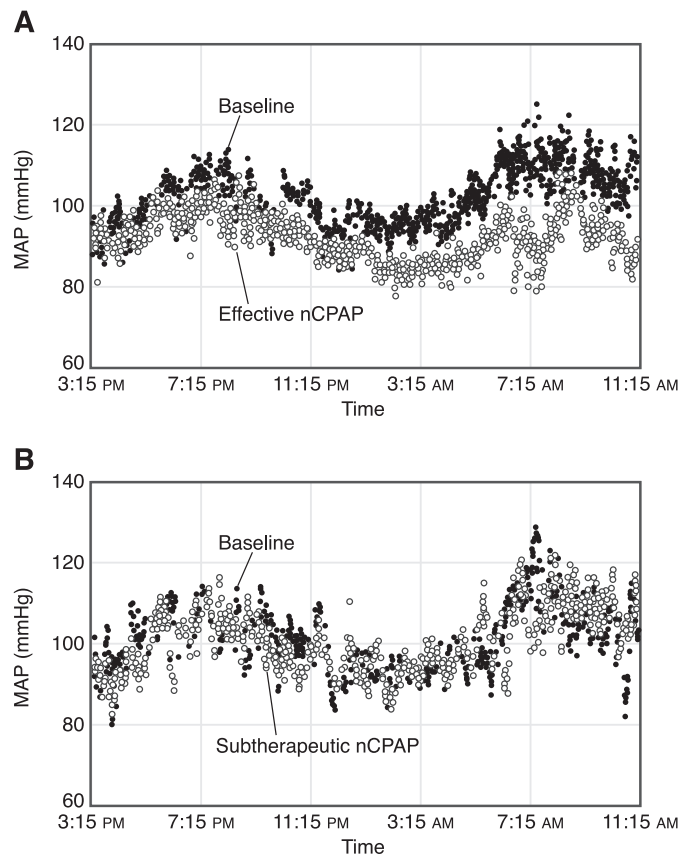 A
140
120
100
80
60
MAP (mmHg)
Baseline
Effective nCPAP
3:15 PM 7:15 PM 11:15 PM 3:15 AM 7:15 AM 11:15 AM
Time
B
140
120
100
80
60
MAP (mmHg)
Baseline
Subtherapeutic nCPAP
3:15 PM 7:15 PM 11:15 PM 3:15 AM 7:15 AM 11:15 AM
Time